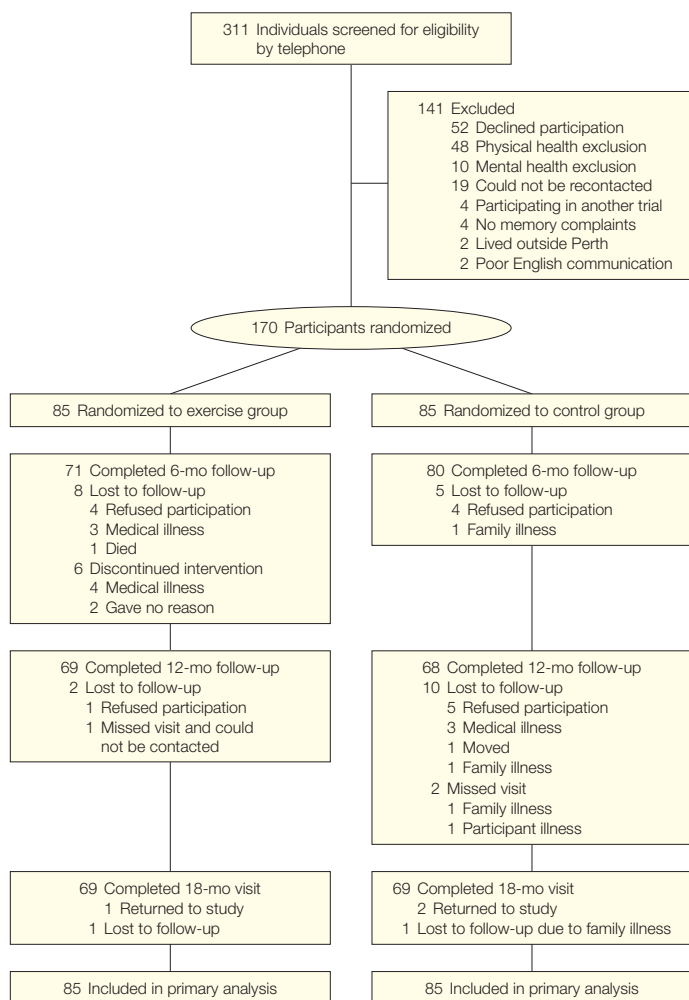 311 Individuals screened for eligibility
by telephone
141 Excluded
52 Declined participation
48 Physical health exclusion
10 Mental health exclusion
19 Could not be recontacted
4 Participating in another trial
4 No memory complaints
2 Lived outside Perth
2 Poor English communication
170 Participants randomized
85 Randomized to exercise group
85 Randomized to control group
71 Completed 6-mo follow-up
8 Lost to follow-up
4 Refused participation
3 Medical illness
1 Died
6 Discontinued intervention
4 Medical illness
2 Gave no reason
80 Completed 6-mo follow-up
5 Lost to follow-up
4 Refused participation
1 Family illness
69 Completed 12-mo follow-up
2 Lost to follow-up
1 Refused participation
1 Missed visit and could
not be contacted
68 Completed 12-mo follow-up
10 Lost to follow-up
5 Refused participation
3 Medical illness
1 Moved
1 Family illness
2 Missed visit
1 Family illness
1 Participant illness
69 Completed 18-mo visit
1 Returned to study
1 Lost to follow-up
69 Completed 18-mo visit
2 Returned to study
1 Lost to follow-up due to family illness
85 Included in primary analysis
85 Included in primary analysis